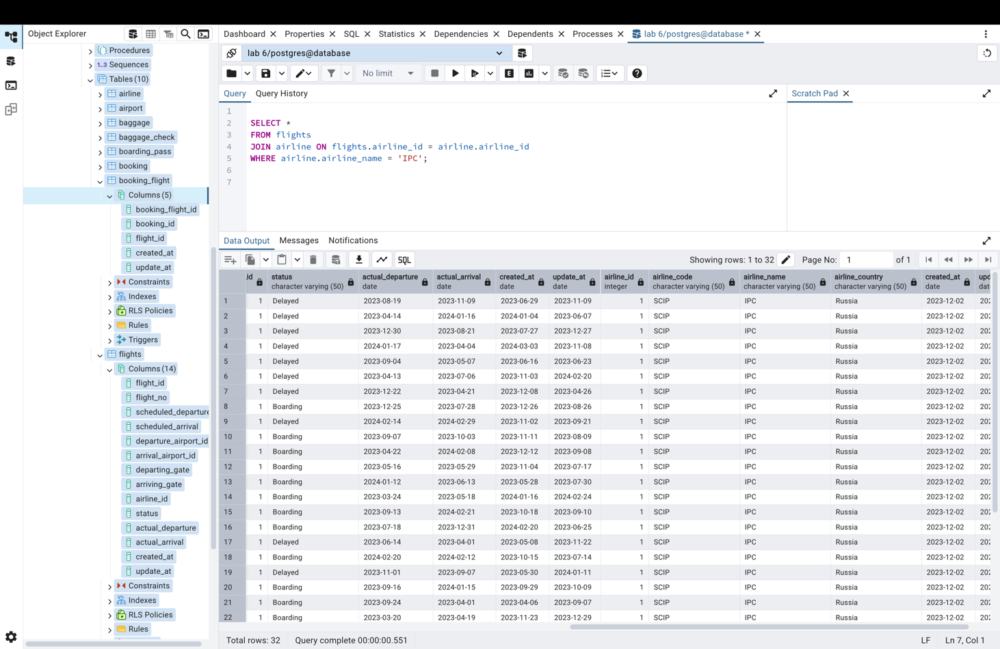 Object Explorer
Procedures
1..3 Sequences
Tables (10)
airline
airport
baggage
baggage_check
boarding_pass
booking
booking_flight
Columns (5)
booking_flight_id
booking_id
flight_id
created_at
update_at
Constraints
Indexes
RLS Policies
Rules
Triggers
flights
Columns (14)
flight_id
flight_no
scheduled_departure
scheduled_arrival
departure_airport_id
arrival_airport_id
departing_gate
arriving_gate
airline_id
status
actual_departure
actual_arrival
created_at
update_at
Constraints
Indexes
RLS Policies
Rules
Dashboard Properties SQL Statistics Dependencies Dependents Processes lab 6/postgres@database *
lab 6/postgres@database
No limit E
Query Query History Scratch Pad
1
2 SELECT *
3 FROM flights
4 JOIN airline ON flights.airline_id = airline.airline_id
5 WHERE airline.airline_name = 'IPC';
6
7
Data Output Messages Notifications
SQL Showing rows: 1 to 32 Page No: 1 of 1
_id status actual_departure actual_arrival created_at update_at airline_id airline_code airline_name airline_country created_at upd
character varying (50) date date date date integer character varying (50) character varying (50) character varying (50) date date
1 1 Delayed 2023-08-19 2023-11-09 2023-06-29 2023-11-09 1 SCIP IPC Russia 2023-12-02 202
2 1 Delayed 2023-04-14 2024-01-16 2024-01-04 2023-06-07 1 SCIP IPC Russia 2023-12-02 202
3 1 Delayed 2023-12-30 2023-08-21 2023-07-27 2023-12-27 1 SCIP IPC Russia 2023-12-02 202
4 1 Delayed 2024-01-17 2023-04-04 2024-03-03 2023-11-08 1 SCIP IPC Russia 2023-12-02 202
5 1 Delayed 2023-09-04 2023-05-07 2023-06-16 2023-06-23 1 SCIP IPC Russia 2023-12-02 202
6 1 Delayed 2023-04-13 2023-07-06 2023-11-03 2024-02-20 1 SCIP IPC Russia 2023-12-02 202
7 1 Delayed 2023-12-22 2023-04-21 2023-12-08 2023-04-26 1 SCIP IPC Russia 2023-12-02 202
8 1 Boarding 2023-12-25 2023-07-28 2023-12-26 2023-08-26 1 SCIP IPC Russia 2023-12-02 202
9 1 Delayed 2024-02-14 2024-02-29 2023-11-02 2023-09-21 1 SCIP IPC Russia 2023-12-02 202
10 1 Boarding 2023-09-07 2023-10-03 2023-11-11 2023-08-09 1 SCIP IPC Russia 2023-12-02 202
11 1 Boarding 2023-04-22 2024-02-08 2023-12-12 2023-09-08 1 SCIP IPC Russia 2023-12-02 202
12 1 Boarding 2023-05-16 2023-05-29 2023-11-04 2023-07-17 1 SCIP IPC Russia 2023-12-02 202
13 1 Boarding 2024-01-12 2023-06-13 2023-05-28 2023-07-30 1 SCIP IPC Russia 2023-12-02 202
14 1 Boarding 2023-03-24 2023-05-18 2024-01-16 2024-02-24 1 SCIP IPC Russia 2023-12-02 202
15 1 Boarding 2023-09-13 2024-02-21 2023-10-18 2023-09-10 1 SCIP IPC Russia 2023-12-02 202
16 1 Boarding 2023-07-18 2023-12-31 2024-02-20 2023-06-25 1 SCIP IPC Russia 2023-12-02 202
17 1 Delayed 2023-06-14 2023-04-01 2023-05-08 2023-11-22 1 SCIP IPC Russia 2023-12-02 202
18 1 Boarding 2024-02-20 2024-02-12 2023-10-15 2023-07-14 1 SCIP IPC Russia 2023-12-02 202
19 1 Delayed 2023-11-01 2023-09-07 2023-05-30 2024-01-11 1 SCIP IPC Russia 2023-12-02 202
20 1 Boarding 2023-09-16 2024-01-15 2023-09-29 2023-10-09 1 SCIP IPC Russia 2023-12-02 202
21 1 Boarding 2023-09-24 2023-04-01 2023-04-06 2023-09-07 1 SCIP IPC Russia 2023-12-02 202
22 1 Boarding 2023-03-20 2023-04-19 2023-11-23 2023-12-29 1 SCIP IPC Russia 2023-12-02 202
Total rows: 32 Query complete 00:00:00.551 LF Ln 7, Col 1